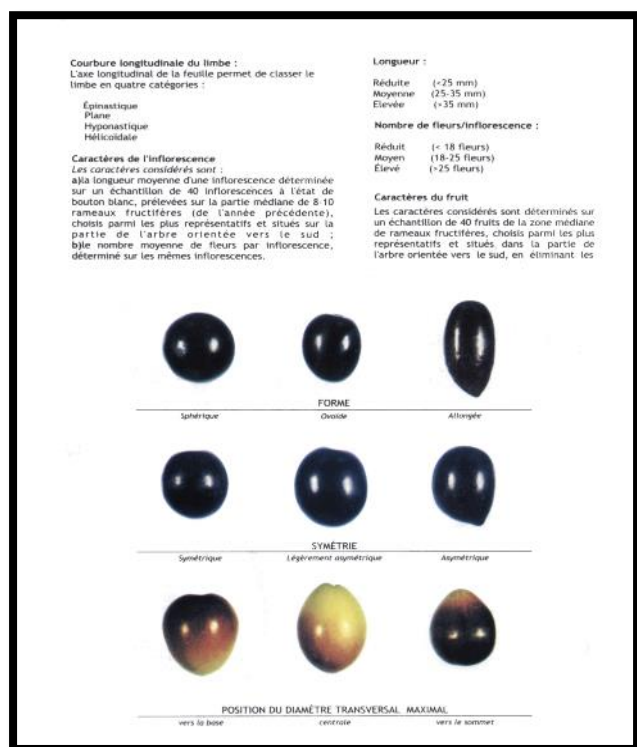 Courbure longitudinale du limbe :
L'axe longitudinal de la feuille permet de classer le
limbe en quatre catégories :
Épinastique
Plane
Hyponastique
Hélicoïdale
Caractères de l'inflorescence
Les caractères considérés sont :
a)la longueur moyenne d'une inflorescence déterminée
sur un échantillon de 40 inflorescences à l'état de
bouton blanc, prélevées sur la partie médiane de 8-10
rameaux fructifères (de l'année précédente),
choisis parmi les plus représentatifs et situés sur la
partie de l'arbre orientée vers le sud ;
b)le nombre moyenne de fleurs par inflorescence,
déterminé sur les mêmes inflorescences.
Longueur :
Réduite (<25 mm)
Moyenne (25-35 mm)
Elevée (>35 mm)
Nombre de fleurs/inflorescence :
Réduit (< 18 fleurs)
Moyen (18-25 fleurs)
Élevé (>25 fleurs)
Caractères du fruit
Les caractères considérés sont déterminés sur
un échantillon de 40 fruits de la zone médiane
de rameaux fructifères, choisis parmi les plus
représentatifs et situés dans la partie de
l'arbre orientée vers le sud, en éliminant les
FORME
Sphérique Ovoïde Allongée
SYMÉTRIE
Symétrique Légèrement asymétrique Asymétrique
POSITION DU DIAMÈTRE TRANSVERSAL MAXIMAL
vers la base centrale vers le sommet